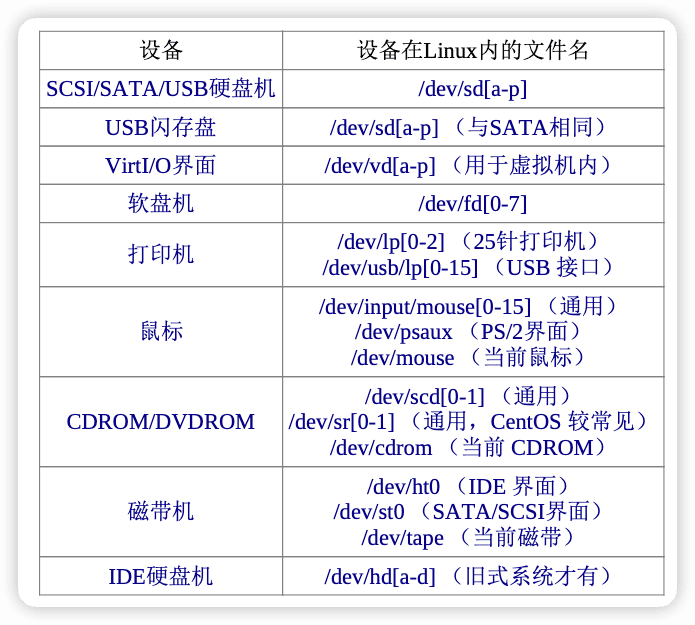 设备 设备在Linux内的文件名
SCSI/SATA/USB硬盘机 /dev/sd[a-p]
USB闪存盘 /dev/sd[a-p] （与SATA相同）
VirtI/O界面 /dev/vd[a-p] （用于虚拟机内）
软盘机 /dev/fd[0-7]
打印机 /dev/lp[0-2] （25针打印机）
/dev/usb/lp[0-15] （USB 接口）
鼠标 /dev/input/mouse[0-15] （通用）
/dev/psaux （PS/2界面）
/dev/mouse （当前鼠标）
CDROM/DVDROM /dev/scd[0-1] （通用）
/dev/sr[0-1] （通用，CentOS 较常见）
/dev/cdrom （当前 CDROM）
磁带机 /dev/ht0 （IDE 界面）
/dev/st0 （SATA/SCSI界面）
/dev/tape （当前磁带）
IDE硬盘机 /dev/hd[a-d] （旧式系统才有）